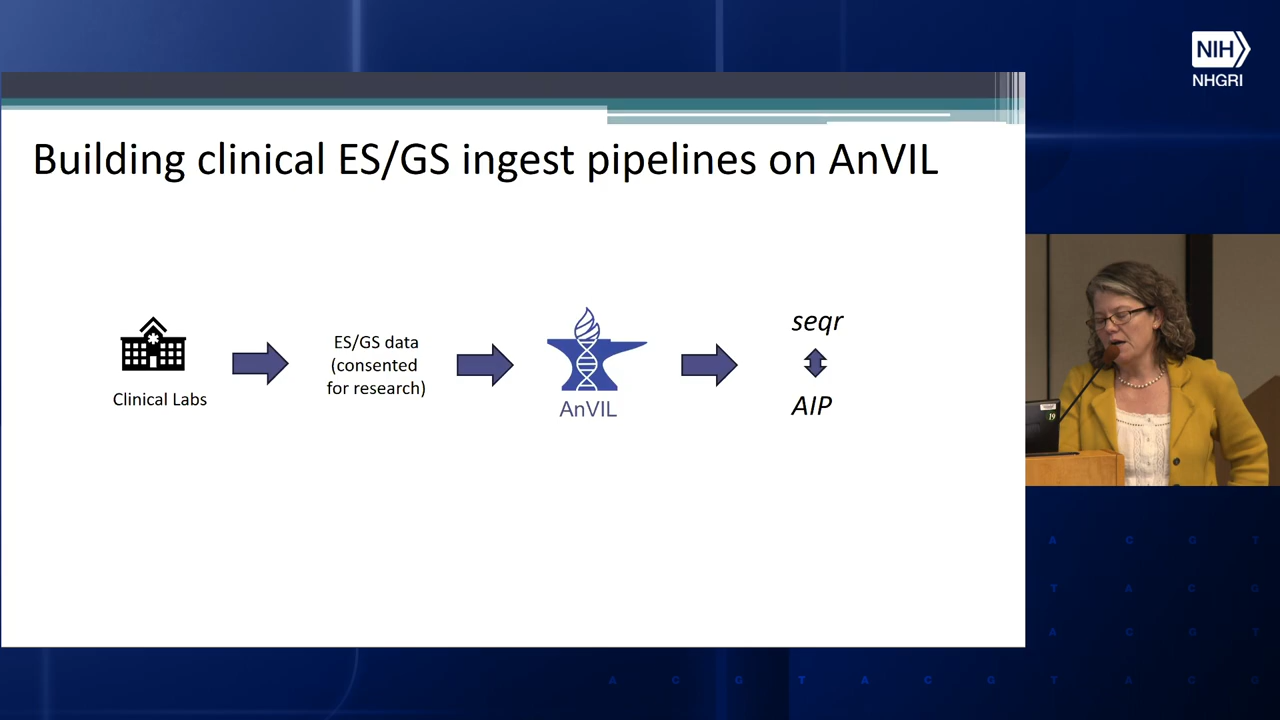 NIH
NHGRI
Building clinical ES/GS ingest pipelines on AnVIL
Clinical Labs
ES/GS data
(consented
for research)
AnVIL
seqr
AIP
19
A C G T
T A C G
A C G T
A C G T A C G T A C G